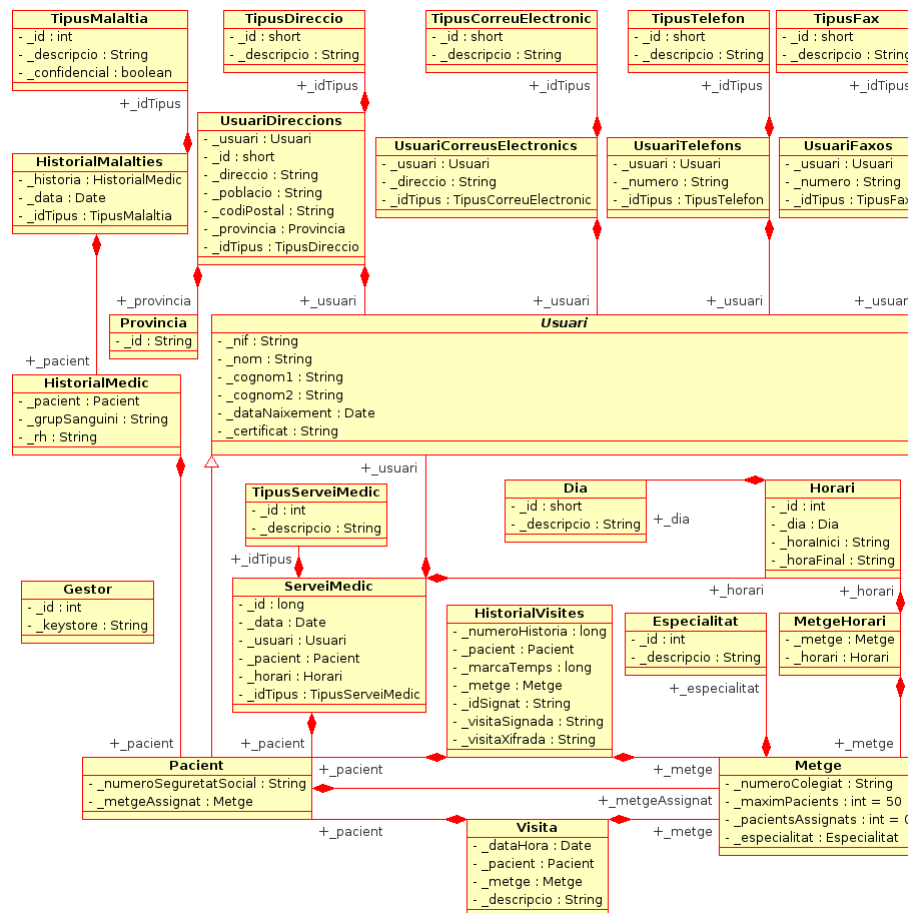 TipusMalaltia
- _id : int
- _descripcio : String
- _confidencial : boolean
+_idTipus
TipusDireccio
- _id : short
- _descripcio : String
+_idTipus
TipusCorreuElectronic
- _id : short
- _descripcio : String
+_idTipus
TipusTelefon
- _id : short
- _descripcio : String
+_idTipus
TipusFax
- _id : short
- _descripcio : String
+_idTipus
HistorialMalalties
- _historia : HistorialMedic
- _data : Date
- _idTipus : TipusMalaltia
UsuariDireccions
- _usuari : Usuari
- _id : short
- _direccio : String
- _poblacio : String
- _codiPostal : String
- _provincia : Provincia
- _idTipus : TipusDireccio
UsuariCorreusElectronics
- _usuari : Usuari
- _direccio : String
- _idTipus : TipusCorreuElectronic
UsuariTelefons
- _usuari : Usuari
- _numero : String
- _idTipus : TipusTelefon
UsuariFaxos
- _usuari : Usuari
- _numero : String
- _idTipus : TipusFax
+_provincia
+_usuari
+_usuari
+_usuari
+_usuari
Provincia
- _id : String
Usuari
- _nif : String
- _nom : String
- _cognom1 : String
- _cognom2 : String
- _dataNaixement : Date
- _certificat : String
+_pacient
HistorialMedic
- _pacient : Pacient
- _grupSanguini : String
- _rh : String
+_usuari
TipusServeiMedic
- _id : int
- _descripcio : String
+_idTipus
Dia
- _id : short
- _descripcio : String
+_dia
Horari
- _id : int
- _dia : Dia
- _horaInici : String
- _horaFinal : String
+_horari
+_horari
Gestor
- _id : int
- _keystore : String
ServeiMedic
- _id : long
- _data : Date
- _usuari : Usuari
- _pacient : Pacient
- _horari : Horari
- _idTipus : TipusServeiMedic
HistorialVisites
- _numeroHistoria : long
- _pacient : Pacient
- _marcaTemps : long
- _metge : Metge
- _idSignat : String
- _visitaSignada : String
- _visitaXifrada : String
Especialitat
- _id : int
- _descripcio : String
+_especialitat
MetgeHorari
- _metge : Metge
- _horari : Horari
+_pacient
+_pacient
+_metge
+_pacient
+_metge
Pacient
- _numeroSeguretatSocial : String
- _metgeAssignat : Metge
+_metgeAssignat
Metge
- _numeroColegiat : String
- _maximPacients : int = 50
- _pacientsAssignats : int = 0
- _especialitat : Especialitat
+_pacient
+_metge
Visita
- _dataHora : Date
- _pacient : Pacient
- _metge : Metge
- _descripcio : String